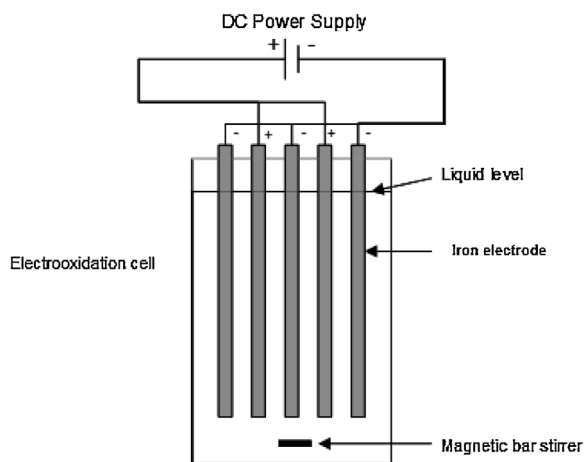 DC Power Supply
+ -
- + - + -
Liquid level
Iron electrode
Electrooxidation cell
Magnetic bar stirrer